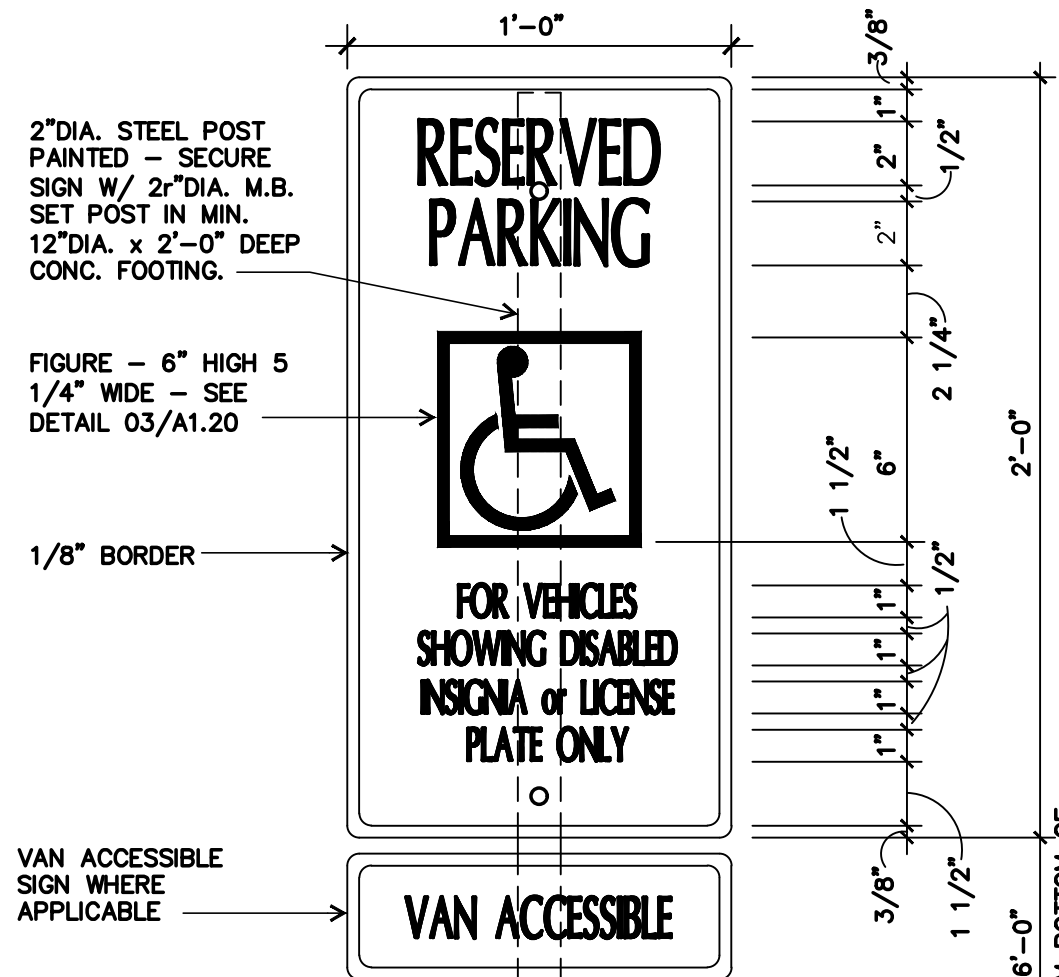 1'-0"
2"DIA. STEEL POST
PAINTED – SECURE
SIGN W/ 2r"DIA. M.B.
SET POST IN MIN.
12"DIA. x 2'-0" DEEP
CONC. FOOTING.
FIGURE – 6" HIGH 5
1/4" WIDE – SEE
DETAIL 03/A1.20
1/8" BORDER
VAN ACCESSIBLE
SIGN WHERE
APPLICABLE
RESERVED
PARKING
FOR VEHICLES
SHOWING DISABLED
INSIGNIA or LICENSE
PLATE ONLY
VAN ACCESSIBLE
3/8"
1"
2"
1/2"
2"
2 1/4"
6"
1 1/2"
1"
1/2"
1"
1"
1"
3/8"
1 1/2"
2'-0"
6'-0"